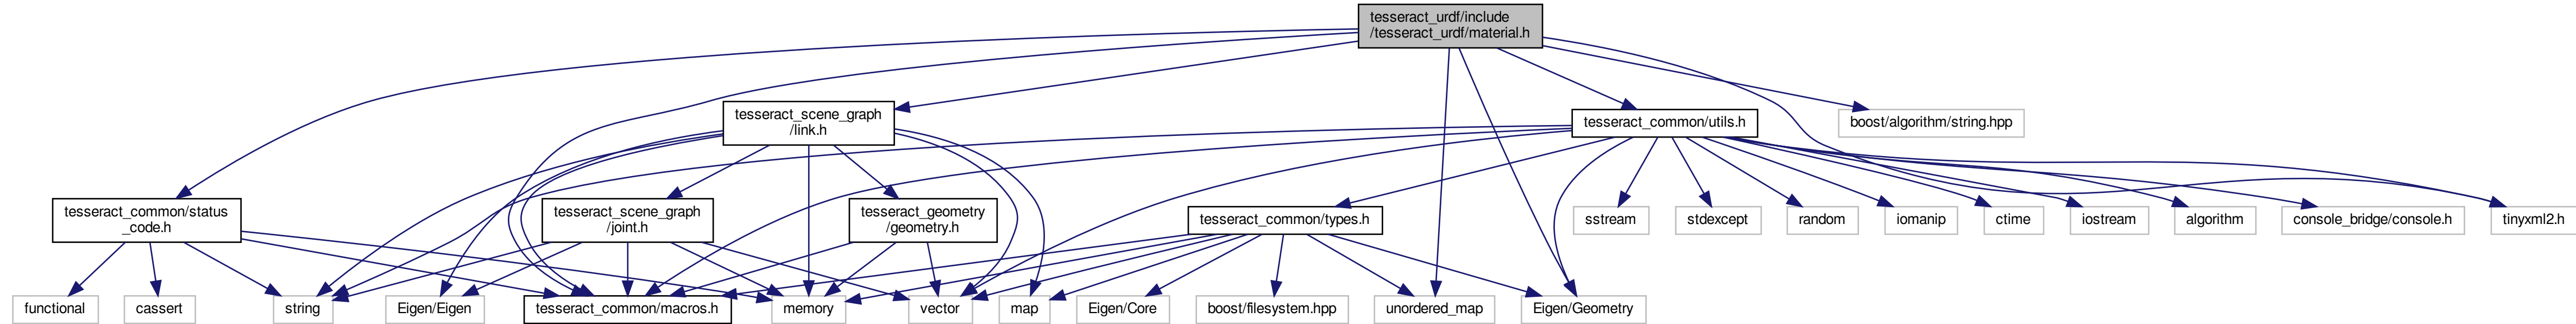 tesseract_urdf/include
/tesseract_urdf/material.h
tesseract_scene_graph
/link.h
tesseract_common/utils.h
boost/algorithm/string.hpp
tesseract_common/status
_code.h
tesseract_scene_graph
/joint.h
tesseract_geometry
/geometry.h
tesseract_common/types.h
sstream
stdexcept
random
iomanip
ctime
iostream
algorithm
console_bridge/console.h
tinyxml2.h
functional
cassert
string
Eigen/Eigen
tesseract_common/macros.h
memory
vector
map
Eigen/Core
boost/filesystem.hpp
unordered_map
Eigen/Geometry